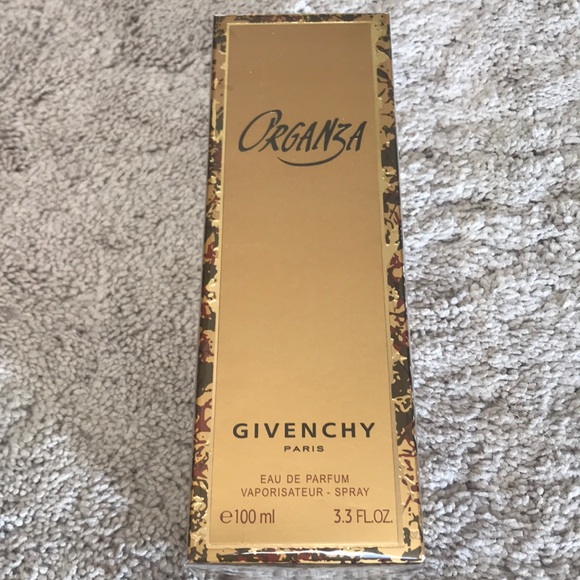 ORGANZA
GIVENCHY
PARIS
EAU DE PARFUM
VAPORISATEUR - SPRAY
℮100 ml 3.3 FL.OZ.